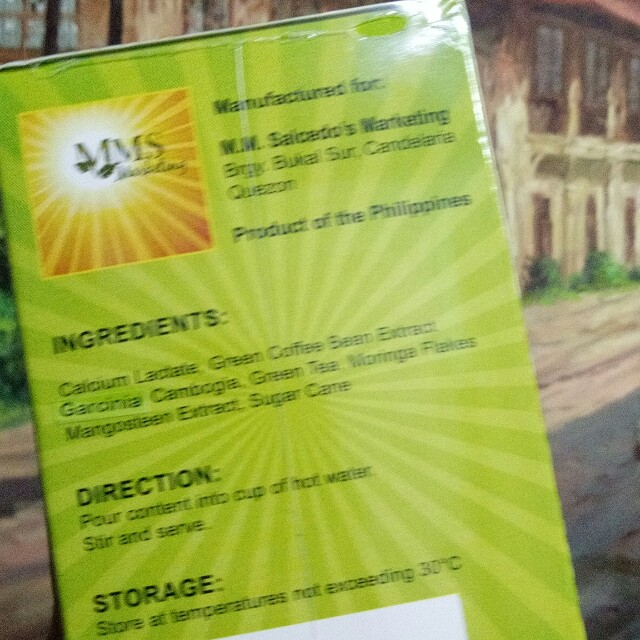 MMS
Manufactured for:
M.M. Salcado's Marketing
Brgy. Bukal Sur, Candelaria
Quezon
Product of the Philippines
INGREDIENTS:
Calcium Lactate, Green Coffee Bean Extract
Garcinia Cambogia, Green Tea, Moringa Flakes
Mangosteen Extract, Sugar Cane
DIRECTION:
Pour content into cup of hot water.
Stir and serve.
STORAGE:
Store at temperatures not exceeding 30°C